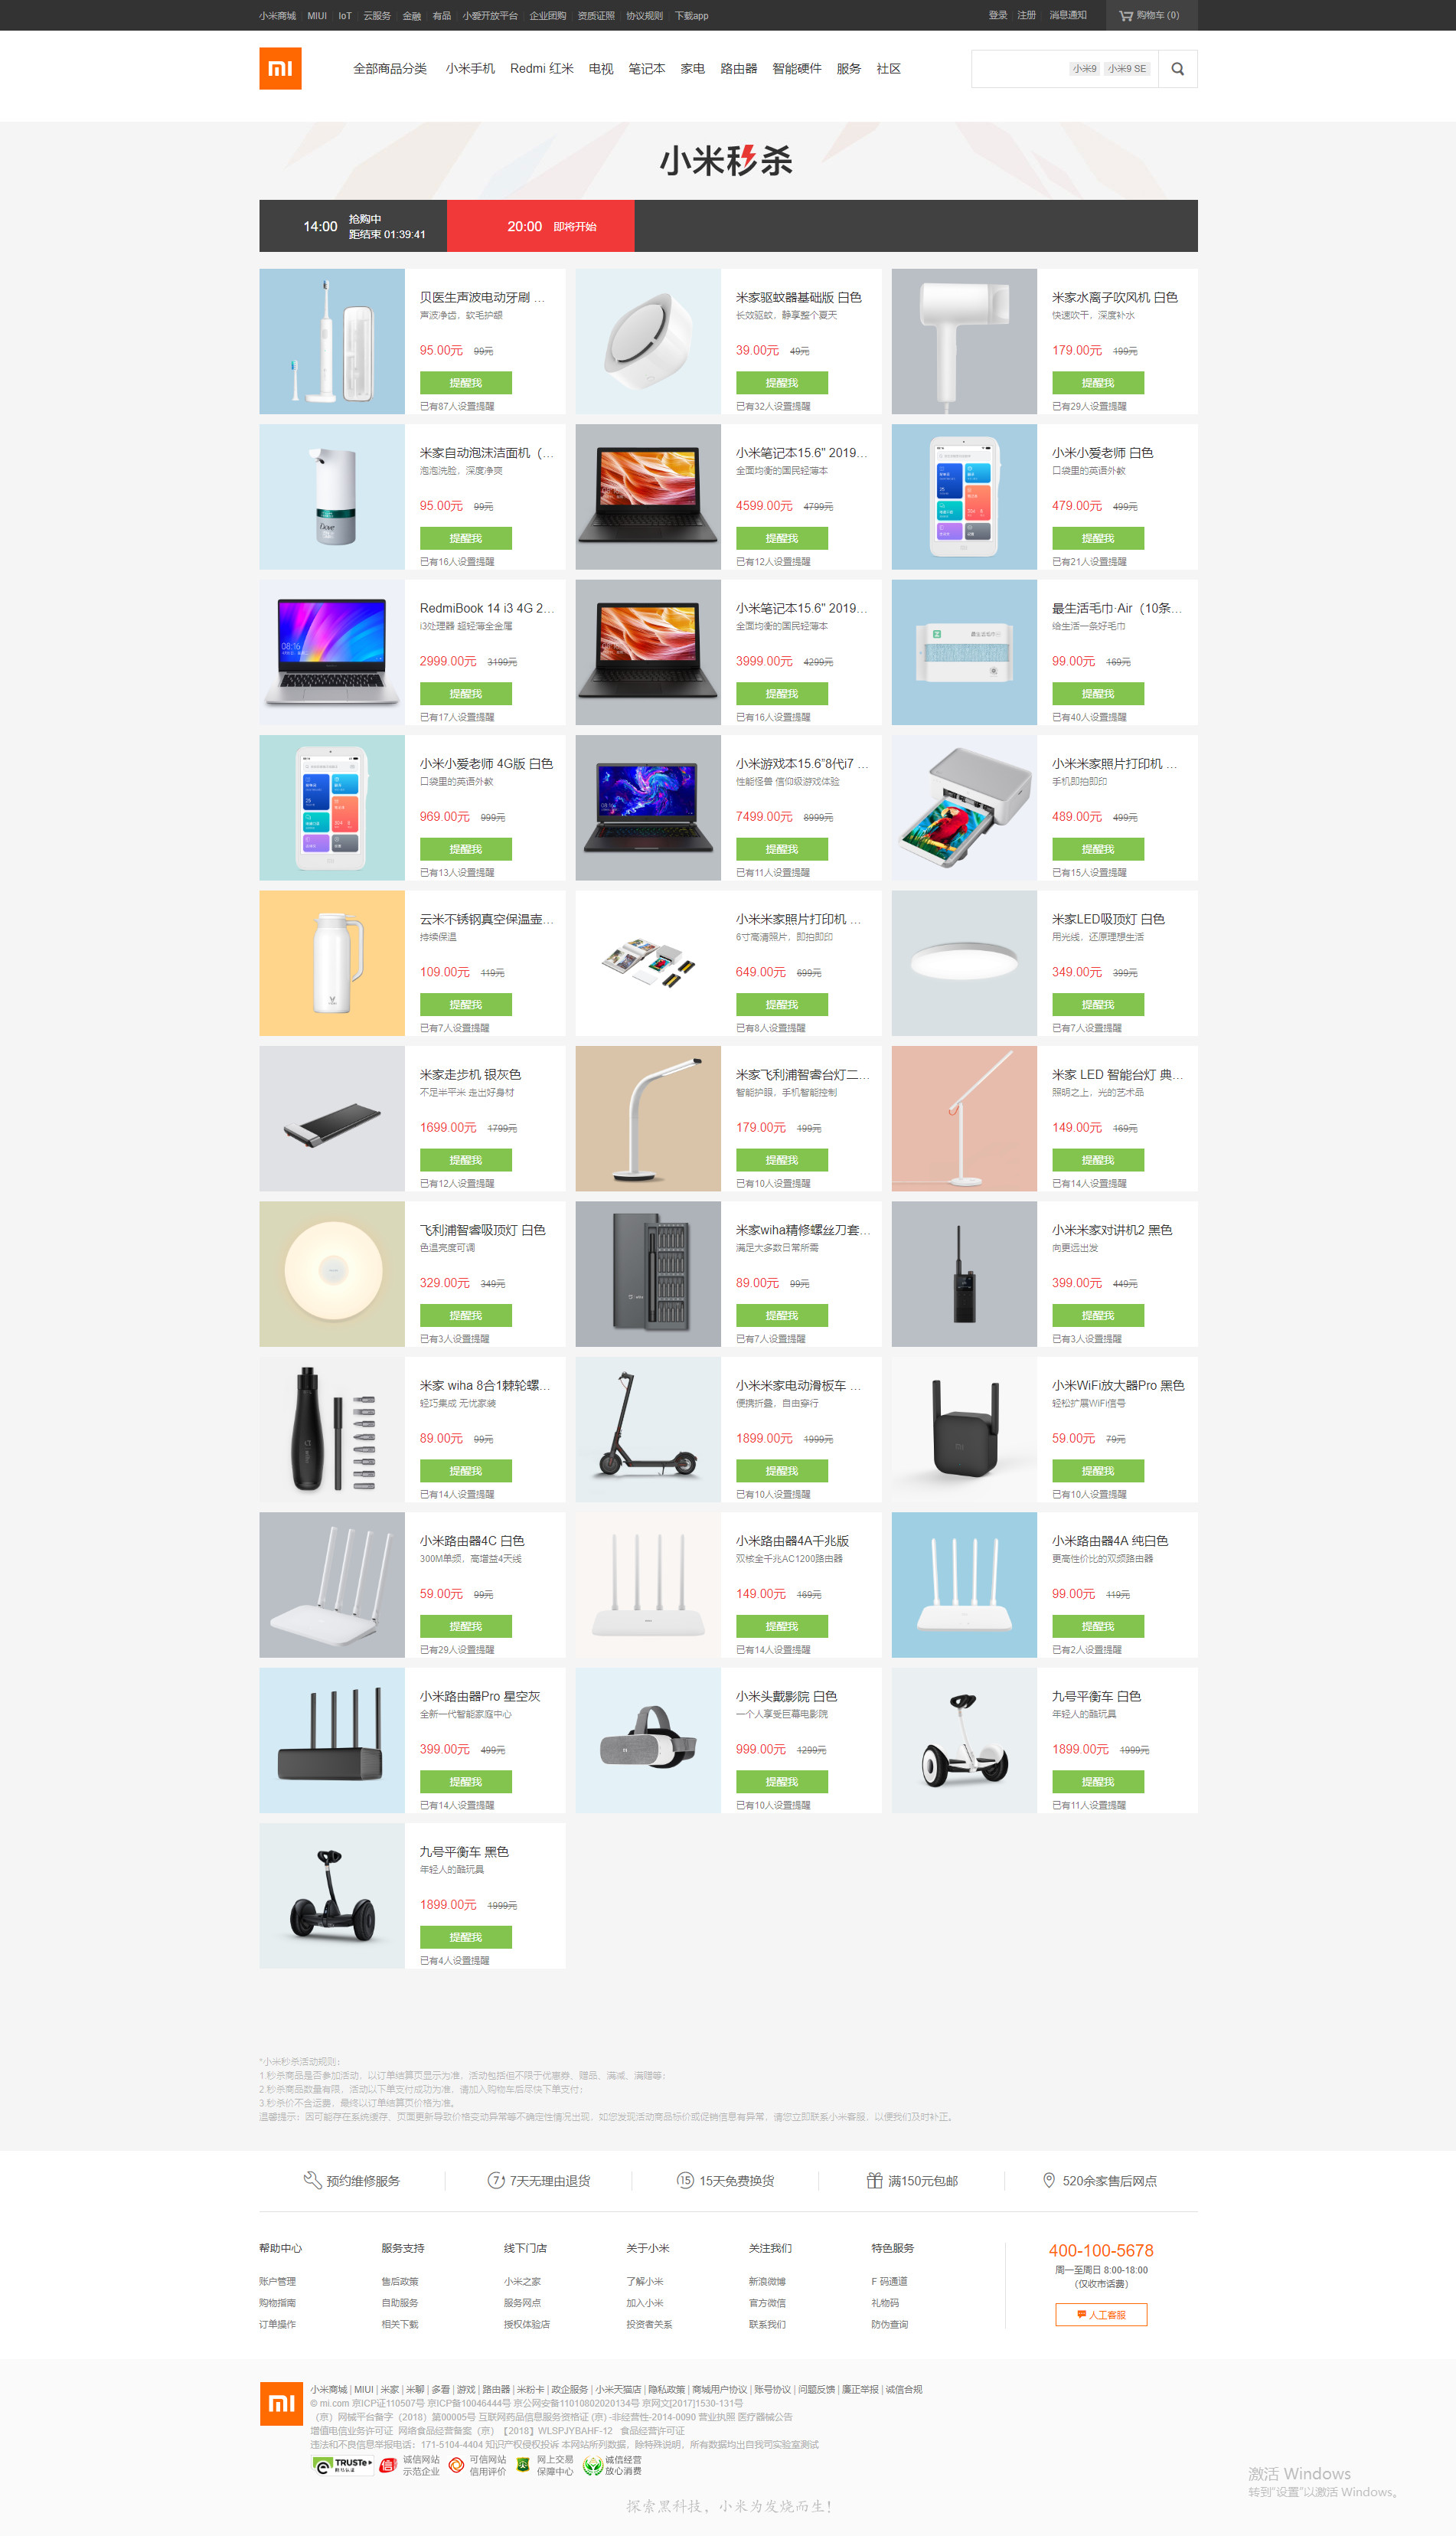 小米商城 | MIUI | IoT | 云服务 | 金融 | 有品 | 小爱开放平台 | 企业团购 | 资质证照 | 协议规则 | 下载app
登录 | 注册 | 消息通知 购物车 (0)
全部商品分类 小米手机 Redmi 红米 电视 笔记本 家电 路由器 智能硬件 服务 社区
小米9 小米9 SE
小米秒杀
14:00 抢购中
距结束 01:39:41
20:00 即将开始
贝医生声波电动牙刷 ...
声波净齿，软毛护龈
95.00元 99元
提醒我
已有87人设置提醒
米家驱蚊器基础版 白色
长效驱蚊，静享整个夏天
39.00元 49元
提醒我
已有32人设置提醒
米家水离子吹风机 白色
快速吹干，深度补水
179.00元 199元
提醒我
已有29人设置提醒
米家自动泡沫洁面机（...
泡泡洗脸，深度净爽
95.00元 99元
提醒我
已有16人设置提醒
小米笔记本15.6" 2019...
全面均衡的国民轻薄本
4599.00元 4799元
提醒我
已有12人设置提醒
小米小爱老师 白色
口袋里的英语外教
479.00元 499元
提醒我
已有21人设置提醒
RedmiBook 14 i3 4G 2...
i3处理器 超轻薄全金属
2999.00元 3199元
提醒我
已有17人设置提醒
小米笔记本15.6" 2019...
全面均衡的国民轻薄本
3999.00元 4299元
提醒我
已有16人设置提醒
最生活毛巾·Air（10条...
给生活一条好毛巾
99.00元 169元
提醒我
已有40人设置提醒
小米小爱老师 4G版 白色
口袋里的英语外教
969.00元 999元
提醒我
已有13人设置提醒
小米游戏本15.6"8代i7 ...
性能怪兽 信仰级游戏体验
7499.00元 8999元
提醒我
已有11人设置提醒
小米米家照片打印机 ...
手机即拍即印
489.00元 499元
提醒我
已有15人设置提醒
云米不锈钢真空保温壶...
持续保温
109.00元 119元
提醒我
已有7人设置提醒
小米米家照片打印机 ...
6寸高清照片，即拍即印
649.00元 699元
提醒我
已有8人设置提醒
米家LED吸顶灯 白色
用光线，还原理想生活
349.00元 399元
提醒我
已有7人设置提醒
米家走步机 银灰色
不足半平米 走出好身材
1699.00元 1799元
提醒我
已有12人设置提醒
米家飞利浦智睿台灯二...
智能护眼，手机智能控制
179.00元 199元
提醒我
已有10人设置提醒
米家 LED 智能台灯 典...
照明之上，光的艺术品
149.00元 169元
提醒我
已有14人设置提醒
飞利浦智睿吸顶灯 白色
色温亮度可调
329.00元 349元
提醒我
已有3人设置提醒
米家wiha精修螺丝刀套...
满足大多数日常所需
89.00元 99元
提醒我
已有7人设置提醒
小米米家对讲机2 黑色
向更远出发
399.00元 449元
提醒我
已有3人设置提醒
米家 wiha 8合1棘轮螺...
轻巧集成 无忧家装
89.00元 99元
提醒我
已有14人设置提醒
小米米家电动滑板车 ...
便携折叠，自由穿行
1899.00元 1999元
提醒我
已有10人设置提醒
小米WiFi放大器Pro 黑色
轻松扩展WiFi信号
59.00元 79元
提醒我
已有10人设置提醒
小米路由器4C 白色
300M单频，高增益4天线
59.00元 99元
提醒我
已有29人设置提醒
小米路由器4A千兆版
双核全千兆AC1200路由器
149.00元 169元
提醒我
已有14人设置提醒
小米路由器4A 纯白色
更高性价比的双频路由器
99.00元 119元
提醒我
已有2人设置提醒
小米路由器Pro 星空灰
全新一代智能家庭中心
399.00元 499元
提醒我
已有14人设置提醒
小米头戴影院 白色
一个人享受巨幕电影院
999.00元 1299元
提醒我
已有10人设置提醒
九号平衡车 白色
年轻人的酷玩具
1899.00元 1999元
提醒我
已有11人设置提醒
九号平衡车 黑色
年轻人的酷玩具
1899.00元 1999元
提醒我
已有4人设置提醒
*小米秒杀活动规则：
1.秒杀商品是否参加活动，以订单结算页显示为准，活动包括但不限于优惠券、赠品、满减、满赠等；
2.秒杀商品数量有限，活动以下单支付成功为准，请加入购物车后尽快下单支付；
3.秒杀价不含运费，最终以订单结算页价格为准。
温馨提示：因可能存在系统缓存、页面更新导致价格变动异常等不确定性情况出现，如您发现活动商品标价或促销信息有异常，请您立即联系小米客服，以便我们及时补正。
预约维修服务 7天无理由退货 15天免费换货 满150元包邮 520余家售后网点
帮助中心 服务支持 线下门店 关于小米 关注我们 特色服务
账户管理 售后政策 小米之家 了解小米 新浪微博 F 码通道
购物指南 自助服务 服务网点 加入小米 官方微信 礼物码
订单操作 相关下载 授权体验店 投资者关系 联系我们 防伪查询
400-100-5678
周一至周日 8:00-18:00
（仅收市话费）
人工客服
小米商城 | MIUI | 米家 | 米聊 | 多看 | 游戏 | 路由器 | 米粉卡 | 政企服务 | 小米天猫店 | 隐私政策 | 商城用户协议 | 账号协议 | 问题反馈 | 廉正举报 | 诚信合规
© mi.com 京ICP证110507号 京ICP备10046444号 京公网安备11010802020134号 京网文[2017]1530-131号
（京）网械平台备字（2018）第00005号 互联网药品信息服务资格证 (京) -非经营性-2014-0090 营业执照 医疗器械公告
增值电信业务许可证 网络食品经营备案（京）【2018】WLSPJYBAHF-12 食品经营许可证
违法和不良信息举报电话：171-5104-4404 知识产权侵权投诉 本网站所列数据，除特殊说明，所有数据均出自我司实验室测试
TRUSTe
诚信网站
示范企业
可信网站
信用评价
网上交易
保障中心
诚信经营
放心消费
探索黑科技，小米为发烧而生！
激活 Windows
转到"设置"以激活 Windows。